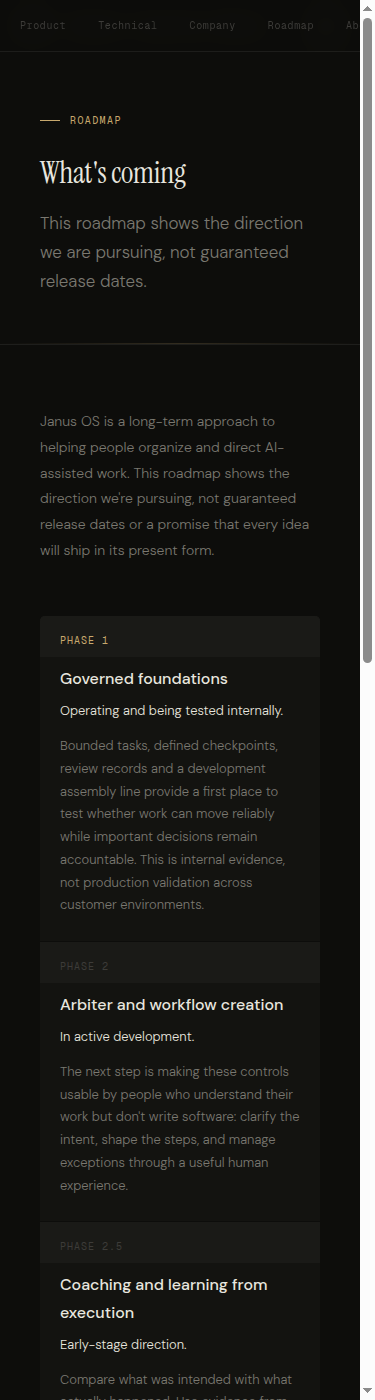 Product Technical Company Roadmap Ab
ROADMAP
What's coming
This roadmap shows the direction
we are pursuing, not guaranteed
release dates.
Janus OS is a long-term approach to
helping people organize and direct AI-
assisted work. This roadmap shows the
direction we're pursuing, not guaranteed
release dates or a promise that every idea
will ship in its present form.
PHASE 1
Governed foundations
Operating and being tested internally.
Bounded tasks, defined checkpoints,
review records and a development
assembly line provide a first place to
test whether work can move reliably
while important decisions remain
accountable. This is internal evidence,
not production validation across
customer environments.
PHASE 2
Arbiter and workflow creation
In active development.
The next step is making these controls
usable by people who understand their
work but don't write software: clarify the
intent, shape the steps, and manage
exceptions through a useful human
experience.
PHASE 2.5
Coaching and learning from
execution
Early-stage direction.
Compare what was intended with what
actually happened. Use evidence from